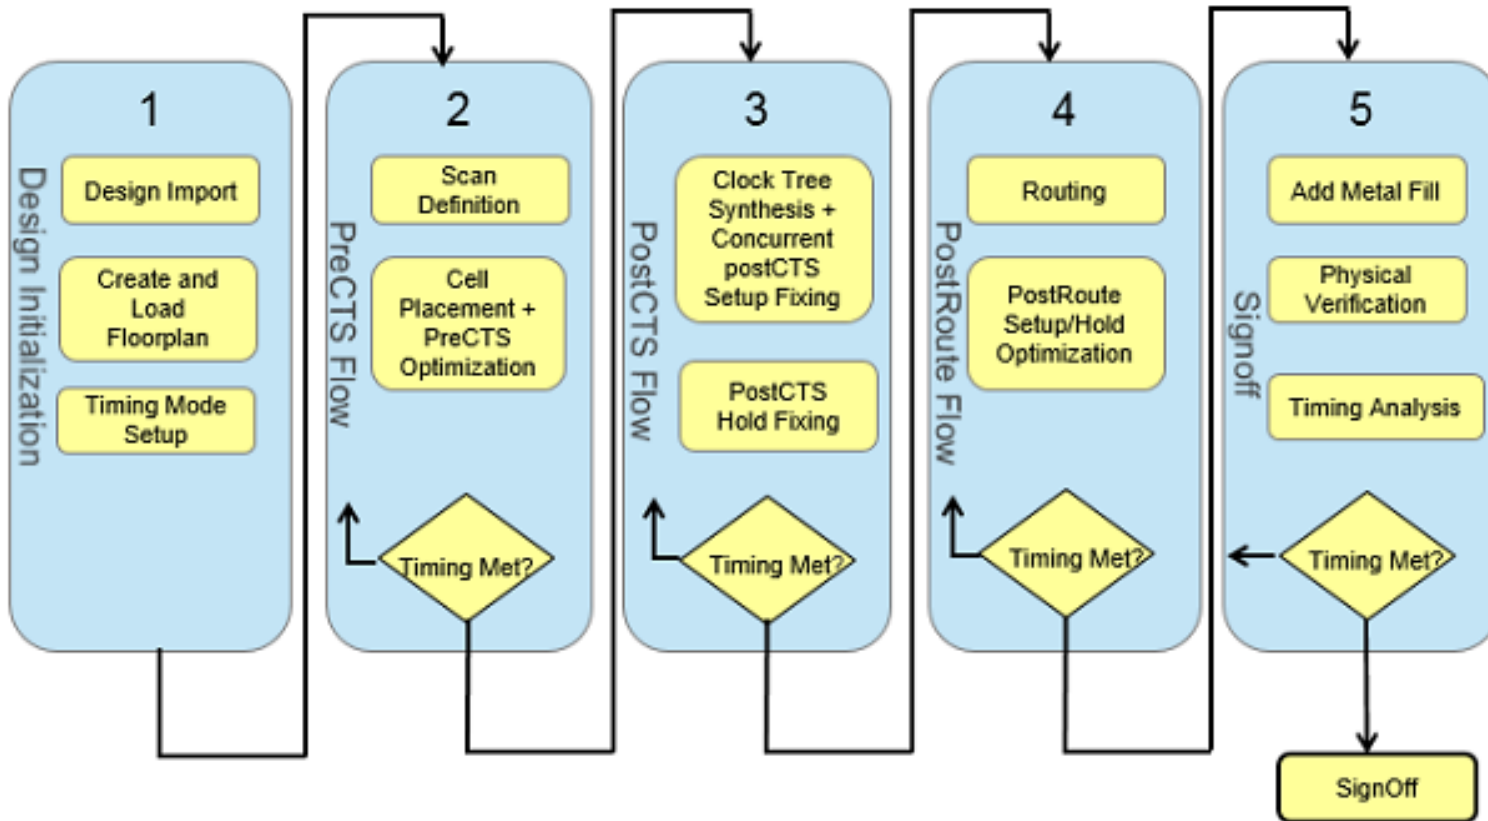 1
Design Initialization
Design Import
Create and
Load
Floorplan
Timing Mode
Setup
2
PreCTS Flow
Scan
Definition
Cell
Placement +
PreCTS
Optimization
Timing Met?
3
PostCTS Flow
Clock Tree
Synthesis +
Concurrent
postCTS
Setup Fixing
PostCTS
Hold Fixing
Timing Met?
4
PostRoute Flow
Routing
PostRoute
Setup/Hold
Optimization
Timing Met?
5
Signoff
Add Metal Fill
Physical
Verification
Timing Analysis
Timing Met?
SignOff